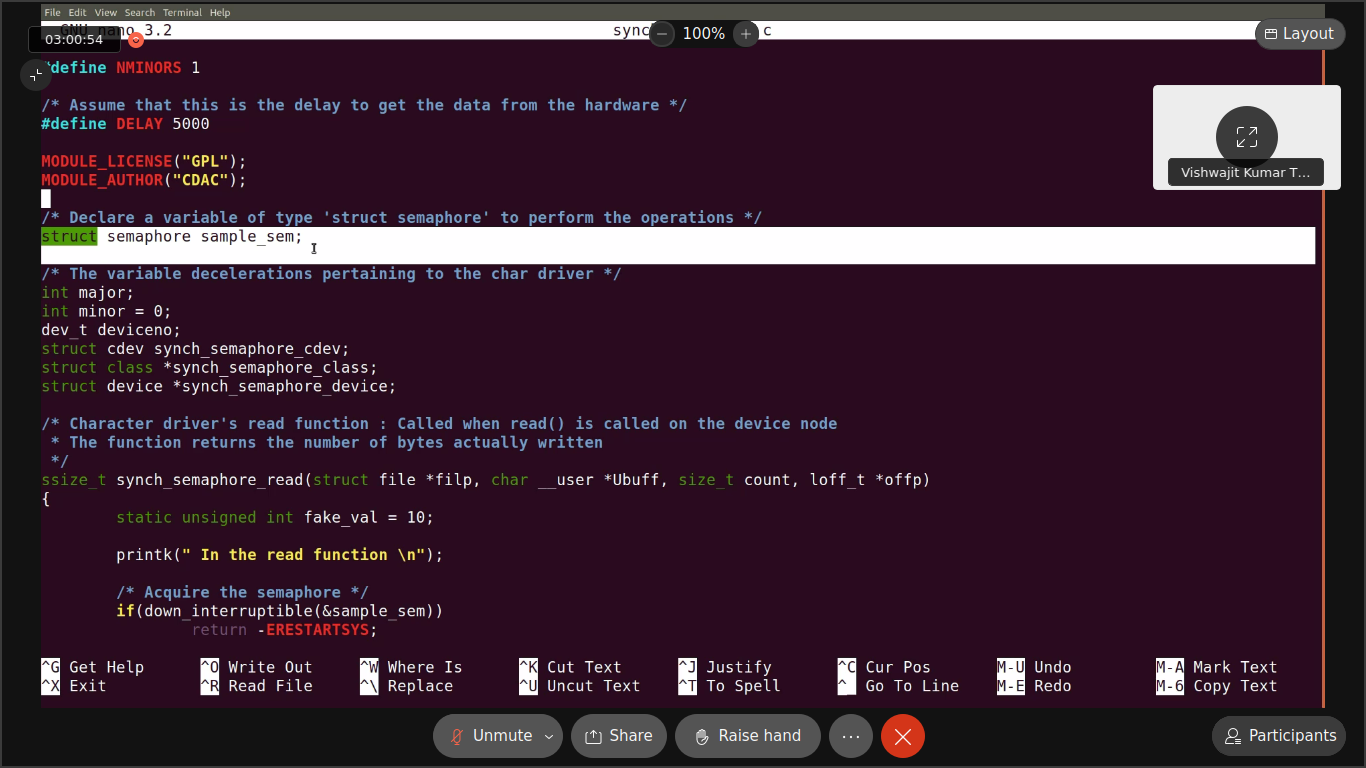 File Edit View Search Terminal Help
GNU nano 3.2 sync c
03:00:54
100%
Layout
#define NMINORS 1
/* Assume that this is the delay to get the data from the hardware */
#define DELAY 5000
MODULE_LICENSE("GPL");
MODULE_AUTHOR("CDAC");
Vishwajit Kumar T...
/* Declare a variable of type 'struct semaphore' to perform the operations */
struct semaphore sample_sem;
/* The variable decelerations pertaining to the char driver */
int major;
int minor = 0;
dev_t deviceno;
struct cdev synch_semaphore_cdev;
struct class *synch_semaphore_class;
struct device *synch_semaphore_device;
/* Character driver's read function : Called when read() is called on the device node
* The function returns the number of bytes actually written
*/
ssize_t synch_semaphore_read(struct file *filp, char __user *Ubuff, size_t count, loff_t *offp)
{
static unsigned int fake_val = 10;
printk(" In the read function \n");
/* Acquire the semaphore */
if(down_interruptible(&sample_sem))
return -ERESTARTSYS;
^G Get Help ^O Write Out ^W Where Is ^K Cut Text ^J Justify ^C Cur Pos M-U Undo M-A Mark Text
^X Exit ^R Read File ^\ Replace ^U Uncut Text ^T To Spell ^_ Go To Line M-E Redo M-6 Copy Text
Unmute Share Raise hand ... Participants